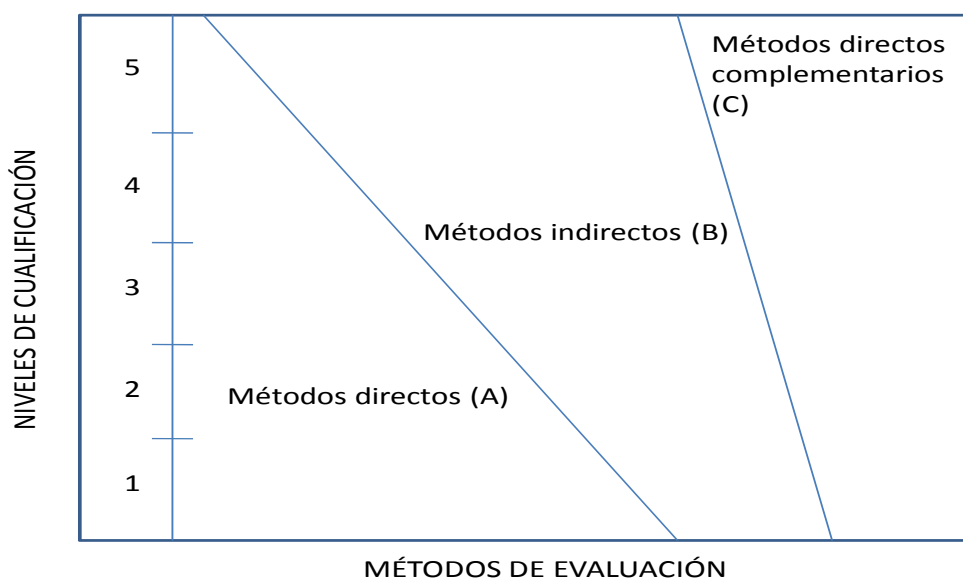 NIVELES DE CUALIFICACIÓN
5
4
3
2
1
Métodos directos
complementarios
(C)
Métodos indirectos (B)
Métodos directos (A)
MÉTODOS DE EVALUACIÓN